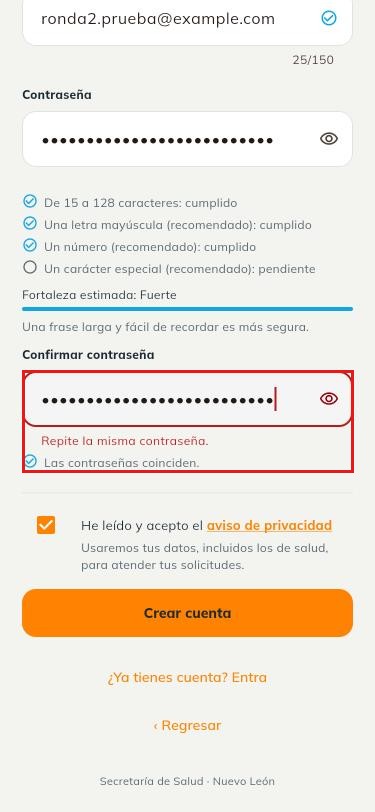 ronda2.prueba@example.com
25/150
Contraseña
••••••••••••••••••••••••••
De 15 a 128 caracteres: cumplido
Una letra mayúscula (recomendado): cumplido
Un número (recomendado): cumplido
Un carácter especial (recomendado): pendiente
Fortaleza estimada: Fuerte
Una frase larga y fácil de recordar es más segura.
Confirmar contraseña
••••••••••••••••••••••••••
Repite la misma contraseña.
Las contraseñas coinciden.
He leído y acepto el aviso de privacidad
Usaremos tus datos, incluidos los de salud,
para atender tus solicitudes.
Crear cuenta
¿Ya tienes cuenta? Entra
‹ Regresar
Secretaría de Salud · Nuevo León